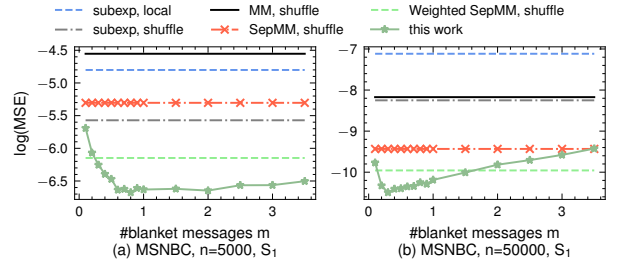 subexp, local
MM, shuffle
Weighted SepMM, shuffle
subexp, shuffle
SepMM, shuffle
this work
log(MSE)
−4.5
−5.0
−5.5
−6.0
−6.5
0 1 2 3
#blanket messages m
(a) MSNBC, n=5000, S1
−7
−8
−9
−10
0 1 2 3
#blanket messages m
(b) MSNBC, n=50000, S1